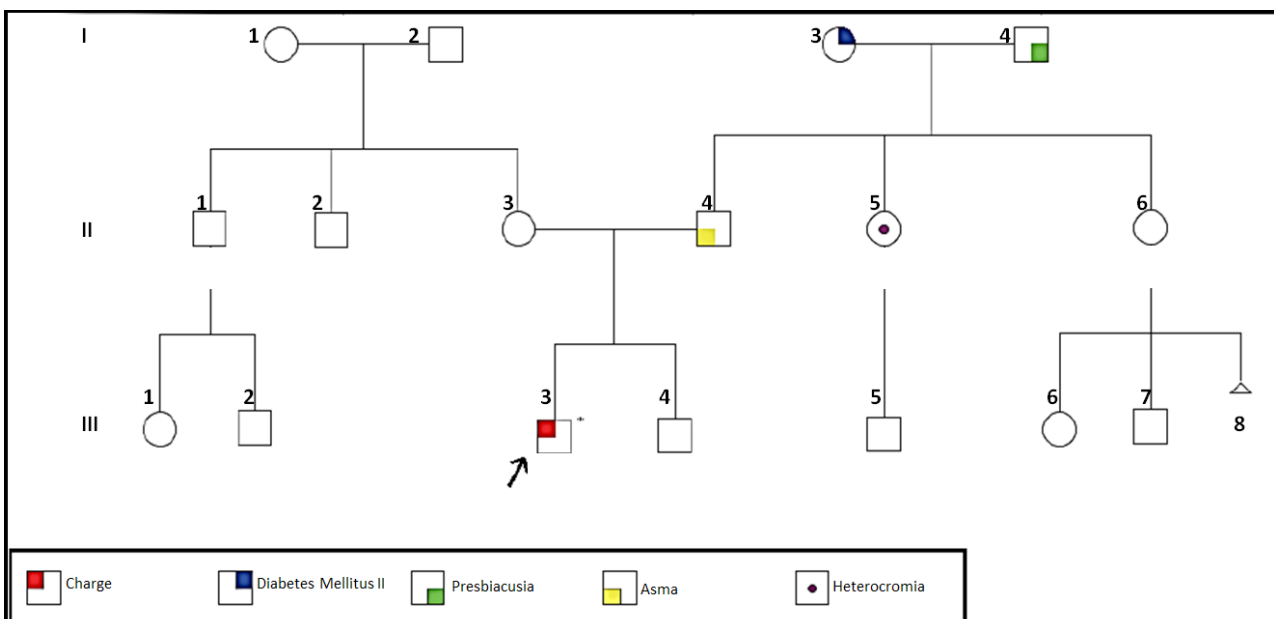 I 1 2 3 4
II 1 2 3 4 5 6
III 1 2 3 4 5 6 7 8
Charge Diabetes Mellitus II Presbiacusia Asma Heterocromia